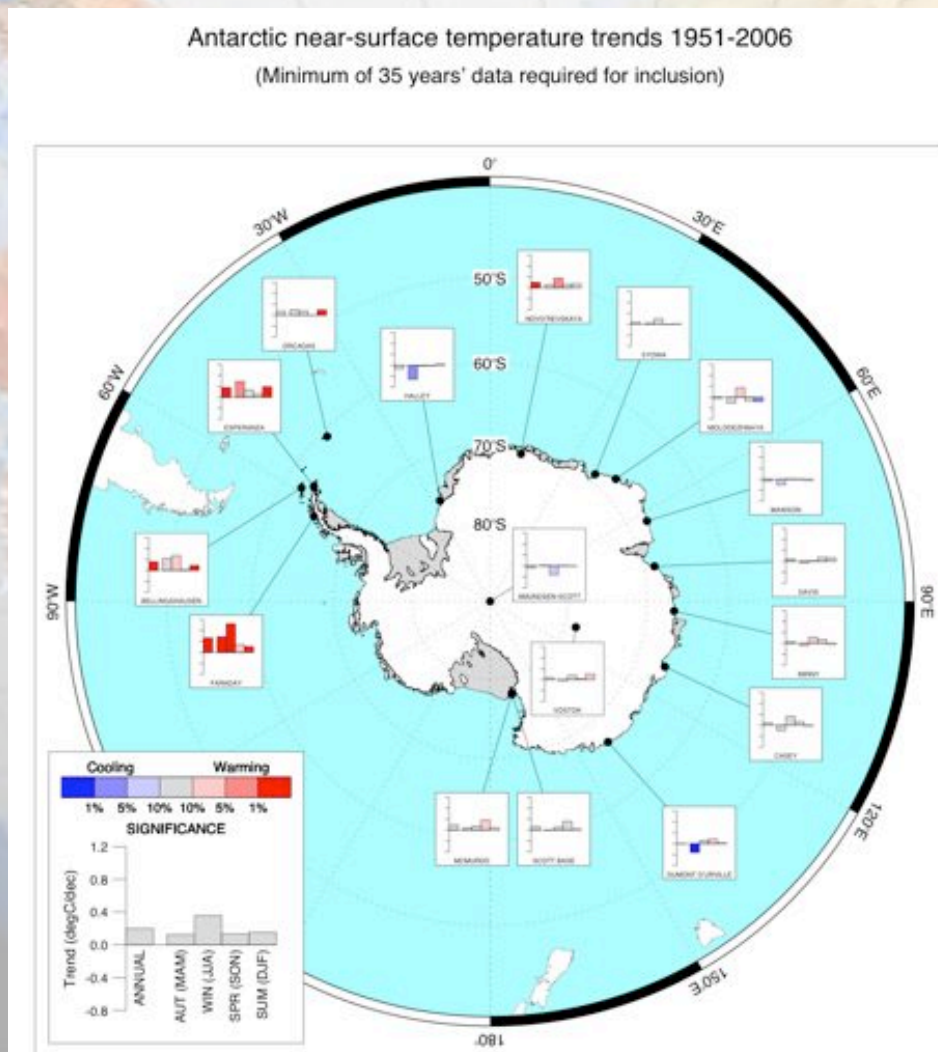 Antarctic near-surface temperature trends 1951-2006
(Minimum of 35 years' data required for inclusion)
0°
30°W
30°E
50°S
ORCADAS
NOVOLREVSKAYA
SYOWA
60°W
60°S
60°E
HALLEY
ESPERANZA
MOLODEZHNAYA
70°S
MAWSON
80°S
BELLINGSHAUSEN
AMUNDSEN-SCOTT
DAVIS
90°W
90°E
FARADAY
MIRNY
VOSTOK
CASEY
Cooling Warming
1% 5% 10% 10% 5% 1%
SIGNIFICANCE
120°E
MCMURDO
SCOTT BASE
DUMONT D'URVILLE
1.2
0.8
0.4
0.0
-0.4
-0.8
Trend (degC/dec)
ANNUAL
AUT (MAM)
WIN (JJA)
SPR (SON)
SUM (DJF)
150°E
180°